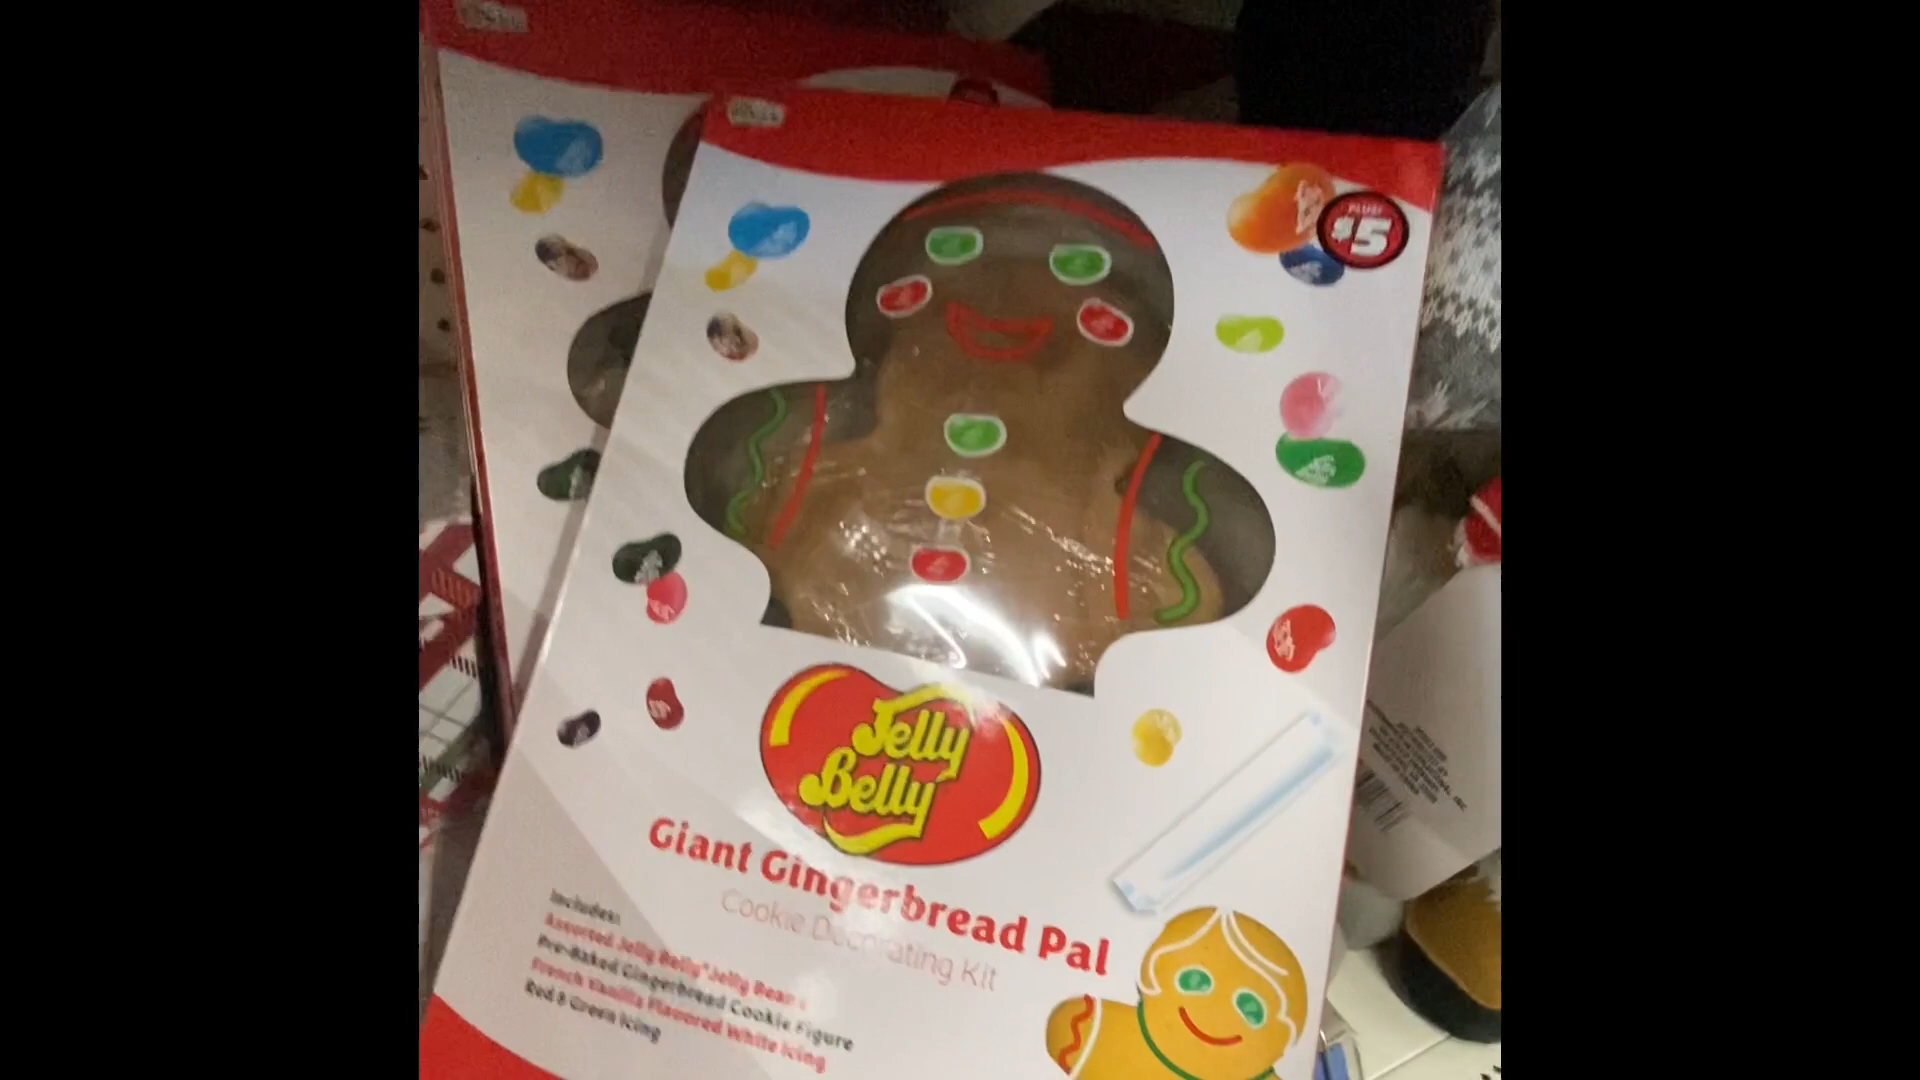 PLUS!
$5
Jelly
Belly
Giant Gingerbread Pal
Cookie Decorating Kit
Includes:
Assorted Jelly Belly® Jelly Beans
Pre-Baked Gingerbread Cookie Figure
French Vanilla Flavored White Icing
Red & Green Icing